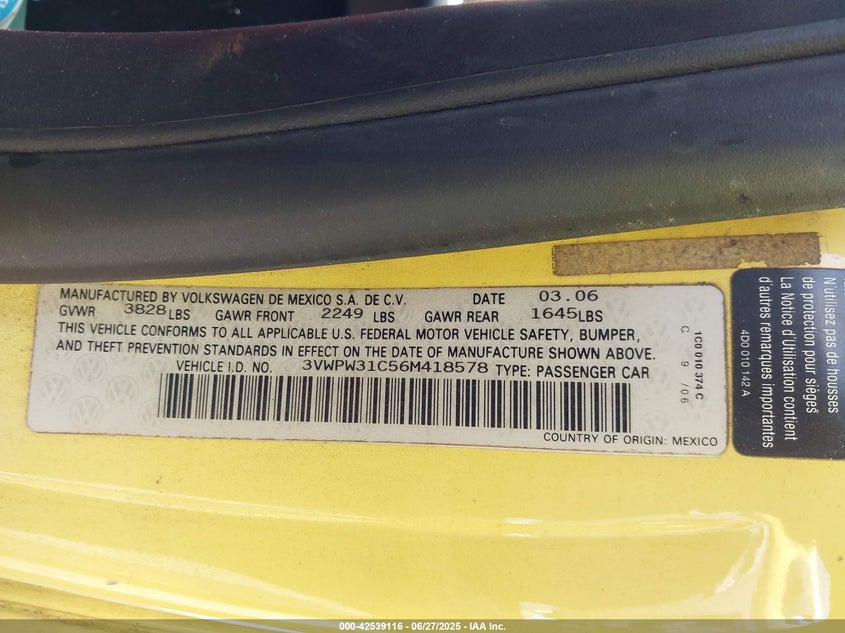 MANUFACTURED BY VOLKSWAGEN DE MEXICO S.A. DE C.V. DATE 03.06
GVWR 3828 LBS GAWR FRONT 2249 LBS GAWR REAR 1645LBS
THIS VEHICLE CONFORMS TO ALL APPLICABLE U.S. FEDERAL MOTOR VEHICLE SAFETY, BUMPER,
AND THEFT PREVENTION STANDARDS IN EFFECT ON THE DATE OF MANUFACTURE SHOWN ABOVE.
VEHICLE I.D. NO. 3VWPW31C56M418578 TYPE: PASSENGER CAR
COUNTRY OF ORIGIN: MEXICO
1C0 010 374 C
C 9 /06
N'utilisez pas de housses
de protection pour sièges
La Notice d'Utilisation contient
d'autres remarques importantes
4D0 010 142 A
000-42539116 - 06/27/2025 - IAA Inc.